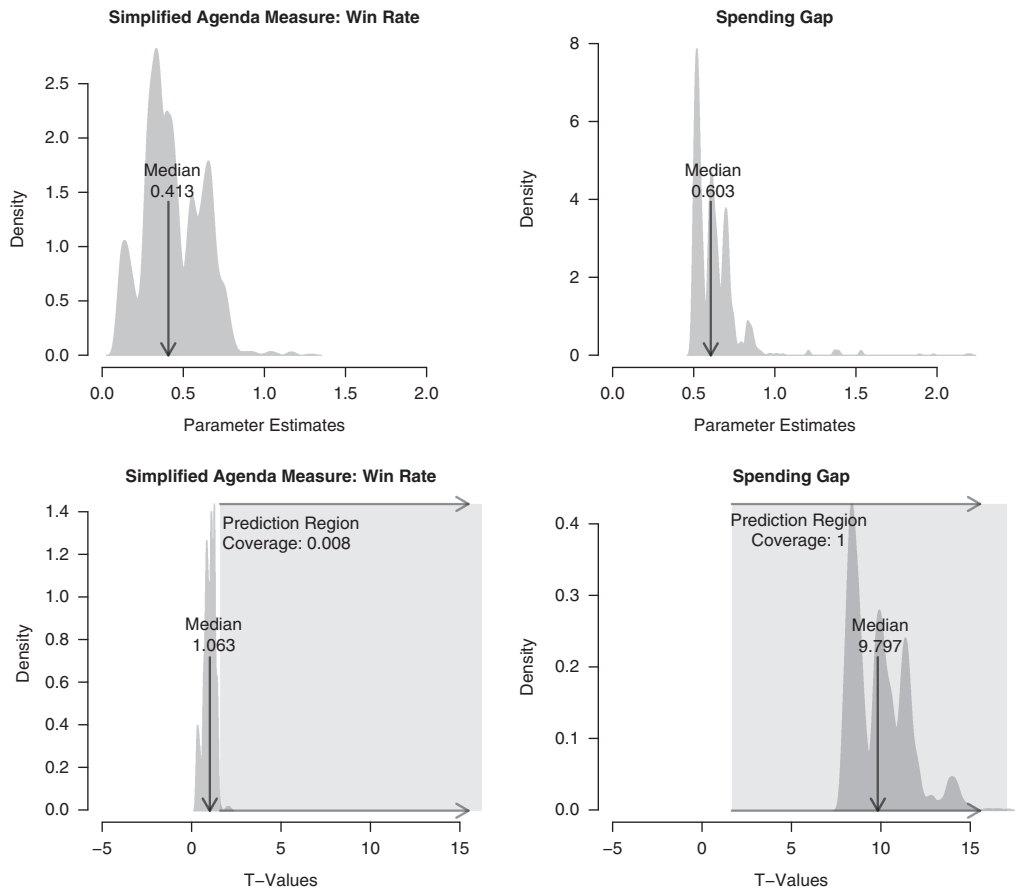 Simplified Agenda Measure: Win Rate
Density
2.5
2.0
1.5
1.0
0.5
0.0
Median
0.413
0.0 0.5 1.0 1.5 2.0
Parameter Estimates
Spending Gap
Density
8
6
4
2
0
Median
0.603
0.0 0.5 1.0 1.5 2.0
Parameter Estimates
Simplified Agenda Measure: Win Rate
Density
1.4
1.2
1.0
0.8
0.6
0.4
0.2
0.0
Prediction Region
Coverage: 0.008
Median
1.063
−5 0 5 10 15
T−Values
Spending Gap
Density
0.4
0.3
0.2
0.1
0.0
Prediction Region
Coverage: 1
Median
9.797
−5 0 5 10 15
T−Values